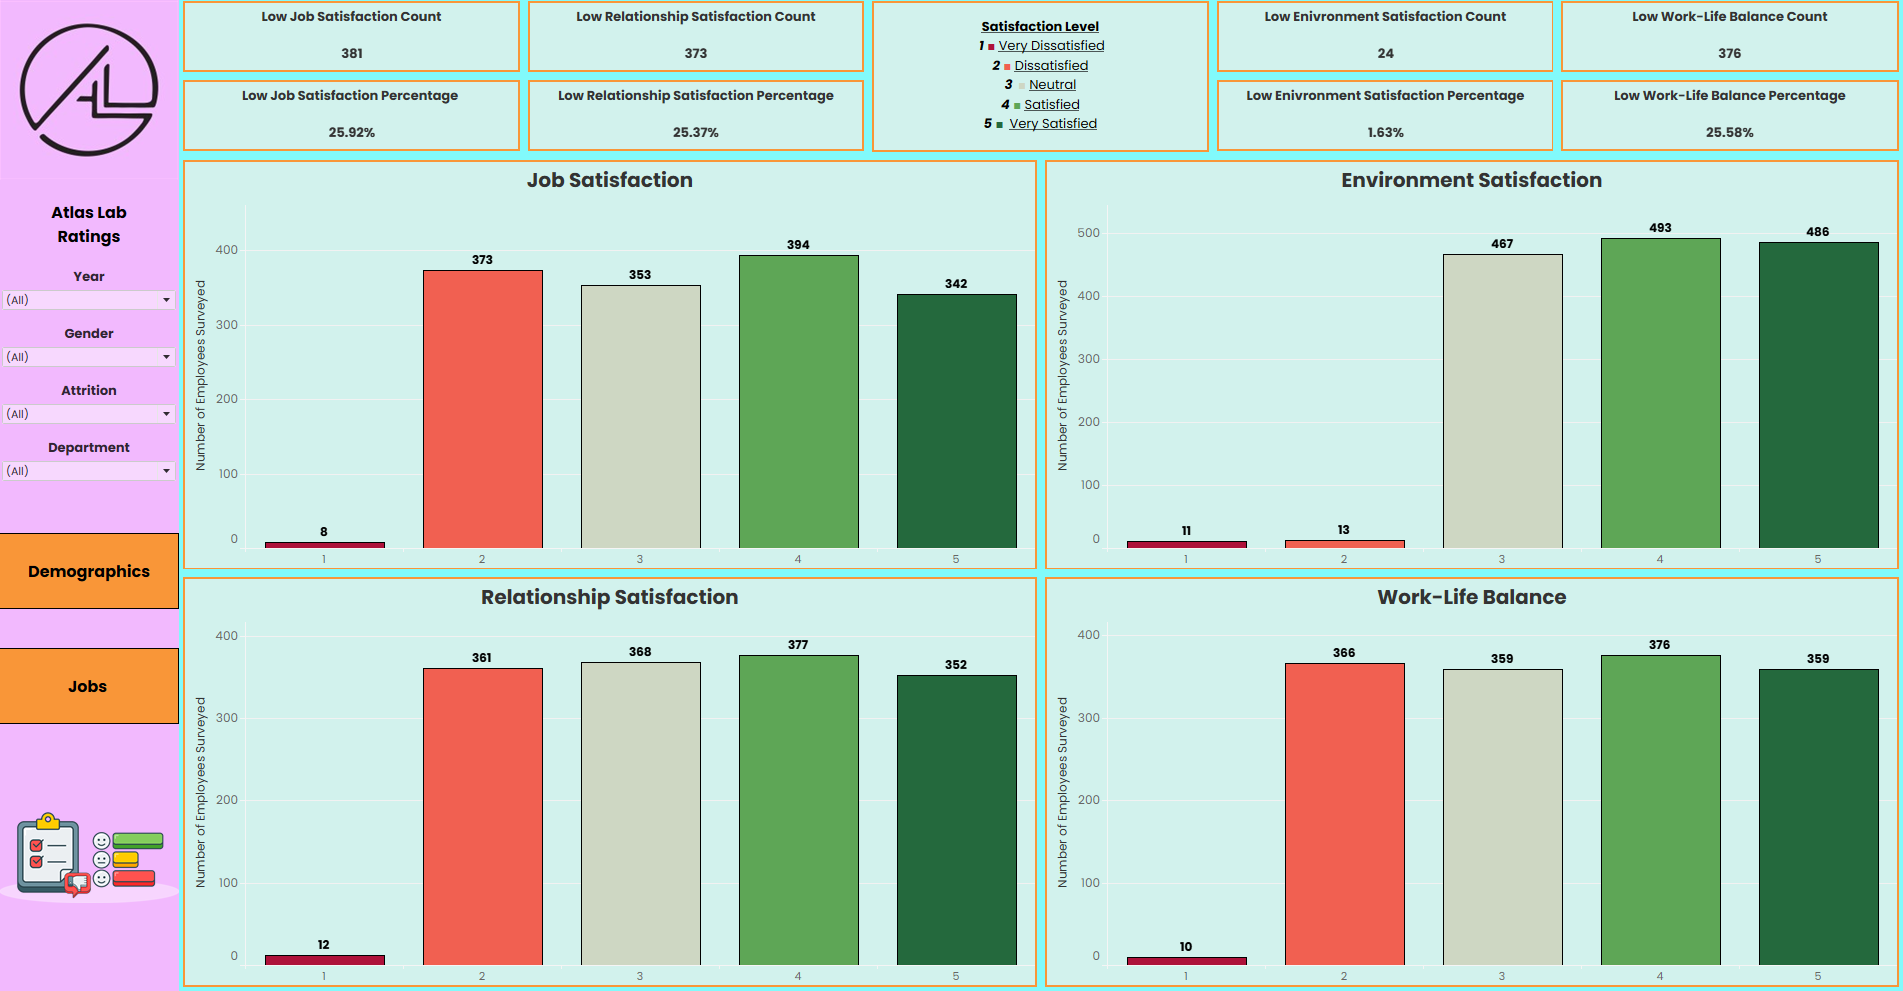 Low Job Satisfaction Count
381
Low Relationship Satisfaction Count
373
Satisfaction Level
1 Very Dissatisfied
2 Dissatisfied
3 Neutral
4 Satisfied
5 Very Satisfied
Low Enivronment Satisfaction Count
24
Low Work-Life Balance Count
376
Low Job Satisfaction Percentage
25.92%
Low Relationship Satisfaction Percentage
25.37%
Low Enivronment Satisfaction Percentage
1.63%
Low Work-Life Balance Percentage
25.58%
AL
Atlas Lab
Ratings
Year
(All)
Gender
(All)
Attrition
(All)
Department
(All)
Demographics
Jobs
Job Satisfaction
Number of Employees Surveyed
400
300
200
100
0
8
373
353
394
342
1
2
3
4
5
Environment Satisfaction
Number of Employees Surveyed
500
400
300
200
100
0
11
13
467
493
486
1
2
3
4
5
Relationship Satisfaction
Number of Employees Surveyed
400
300
200
100
0
12
361
368
377
352
1
2
3
4
5
Work-Life Balance
Number of Employees Surveyed
400
300
200
100
0
10
366
359
376
359
1
2
3
4
5